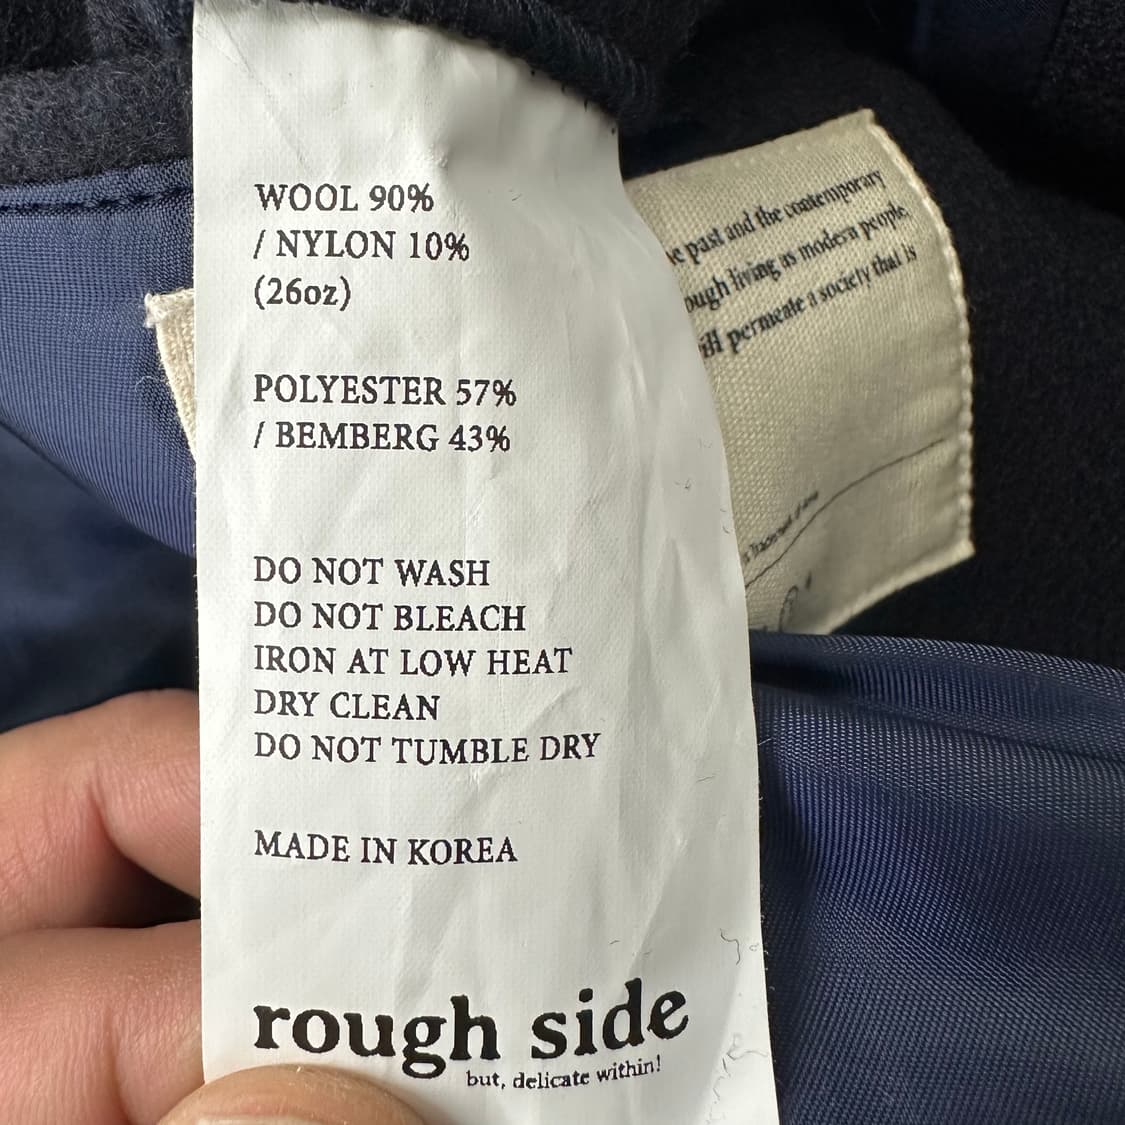 WOOL 90%
/ NYLON 10%
(26oz)
POLYESTER 57%
/ BEMBERG 43%
DO NOT WASH
DO NOT BLEACH
IRON AT LOW HEAT
DRY CLEAN
DO NOT TUMBLE DRY
MADE IN KOREA
rough side
but, delicate within!
past and the contemporary
living as modern people.
permeate a society that is